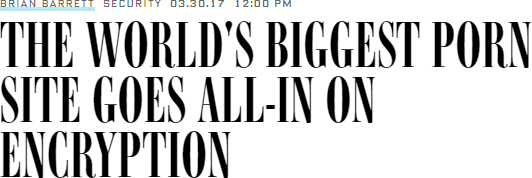 BRIAN BARRETT SECURITY 03.30.17 12:00 PM
THE WORLD'S BIGGEST PORN
SITE GOES ALL-IN ON
ENCRYPTION